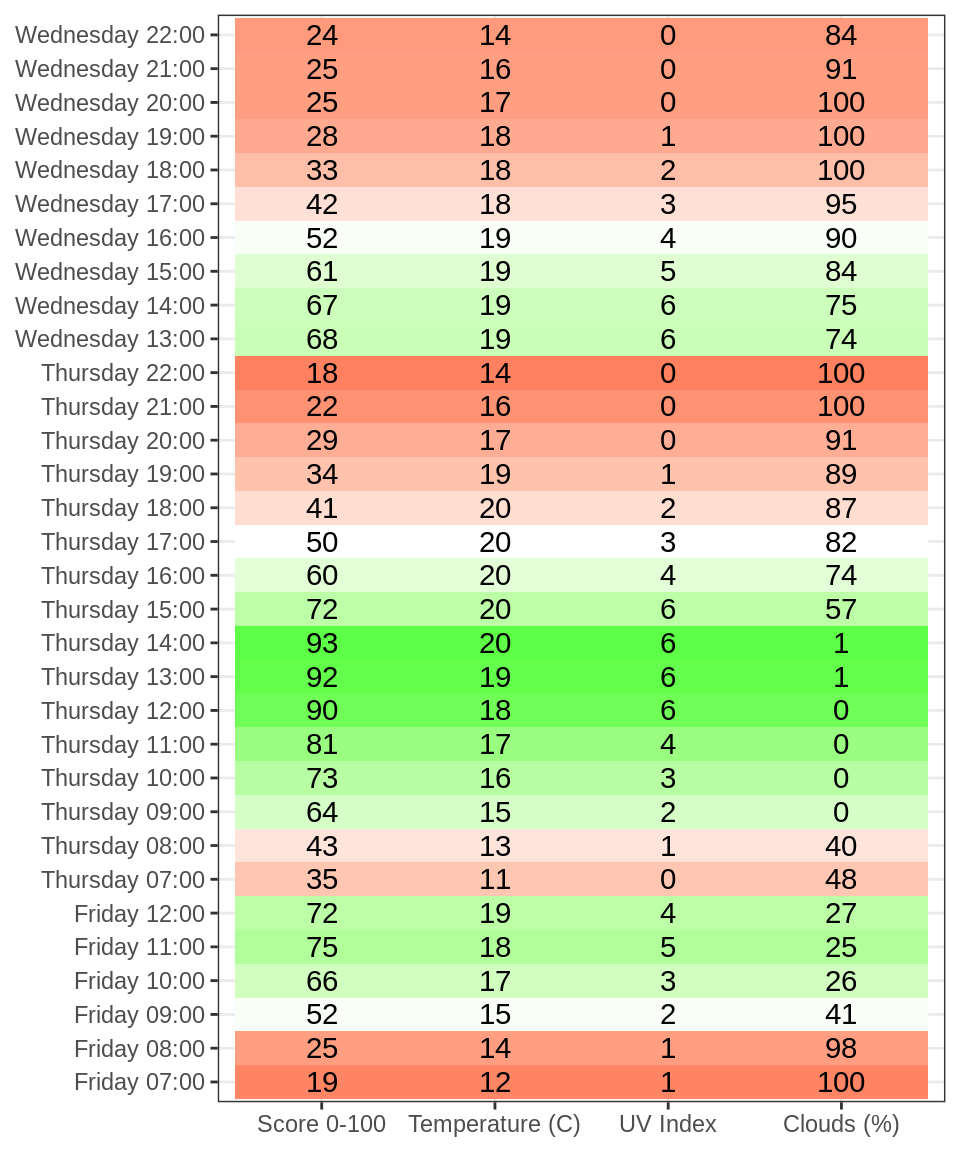 Wednesday 22:00 24 14 0 84
Wednesday 21:00 25 16 0 91
Wednesday 20:00 25 17 0 100
Wednesday 19:00 28 18 1 100
Wednesday 18:00 33 18 2 100
Wednesday 17:00 42 18 3 95
Wednesday 16:00 52 19 4 90
Wednesday 15:00 61 19 5 84
Wednesday 14:00 67 19 6 75
Wednesday 13:00 68 19 6 74
Thursday 22:00 18 14 0 100
Thursday 21:00 22 16 0 100
Thursday 20:00 29 17 0 91
Thursday 19:00 34 19 1 89
Thursday 18:00 41 20 2 87
Thursday 17:00 50 20 3 82
Thursday 16:00 60 20 4 74
Thursday 15:00 72 20 6 57
Thursday 14:00 93 20 6 1
Thursday 13:00 92 19 6 1
Thursday 12:00 90 18 6 0
Thursday 11:00 81 17 4 0
Thursday 10:00 73 16 3 0
Thursday 09:00 64 15 2 0
Thursday 08:00 43 13 1 40
Thursday 07:00 35 11 0 48
Friday 12:00 72 19 4 27
Friday 11:00 75 18 5 25
Friday 10:00 66 17 3 26
Friday 09:00 52 15 2 41
Friday 08:00 25 14 1 98
Friday 07:00 19 12 1 100
Score 0-100 Temperature (C) UV Index Clouds (%)